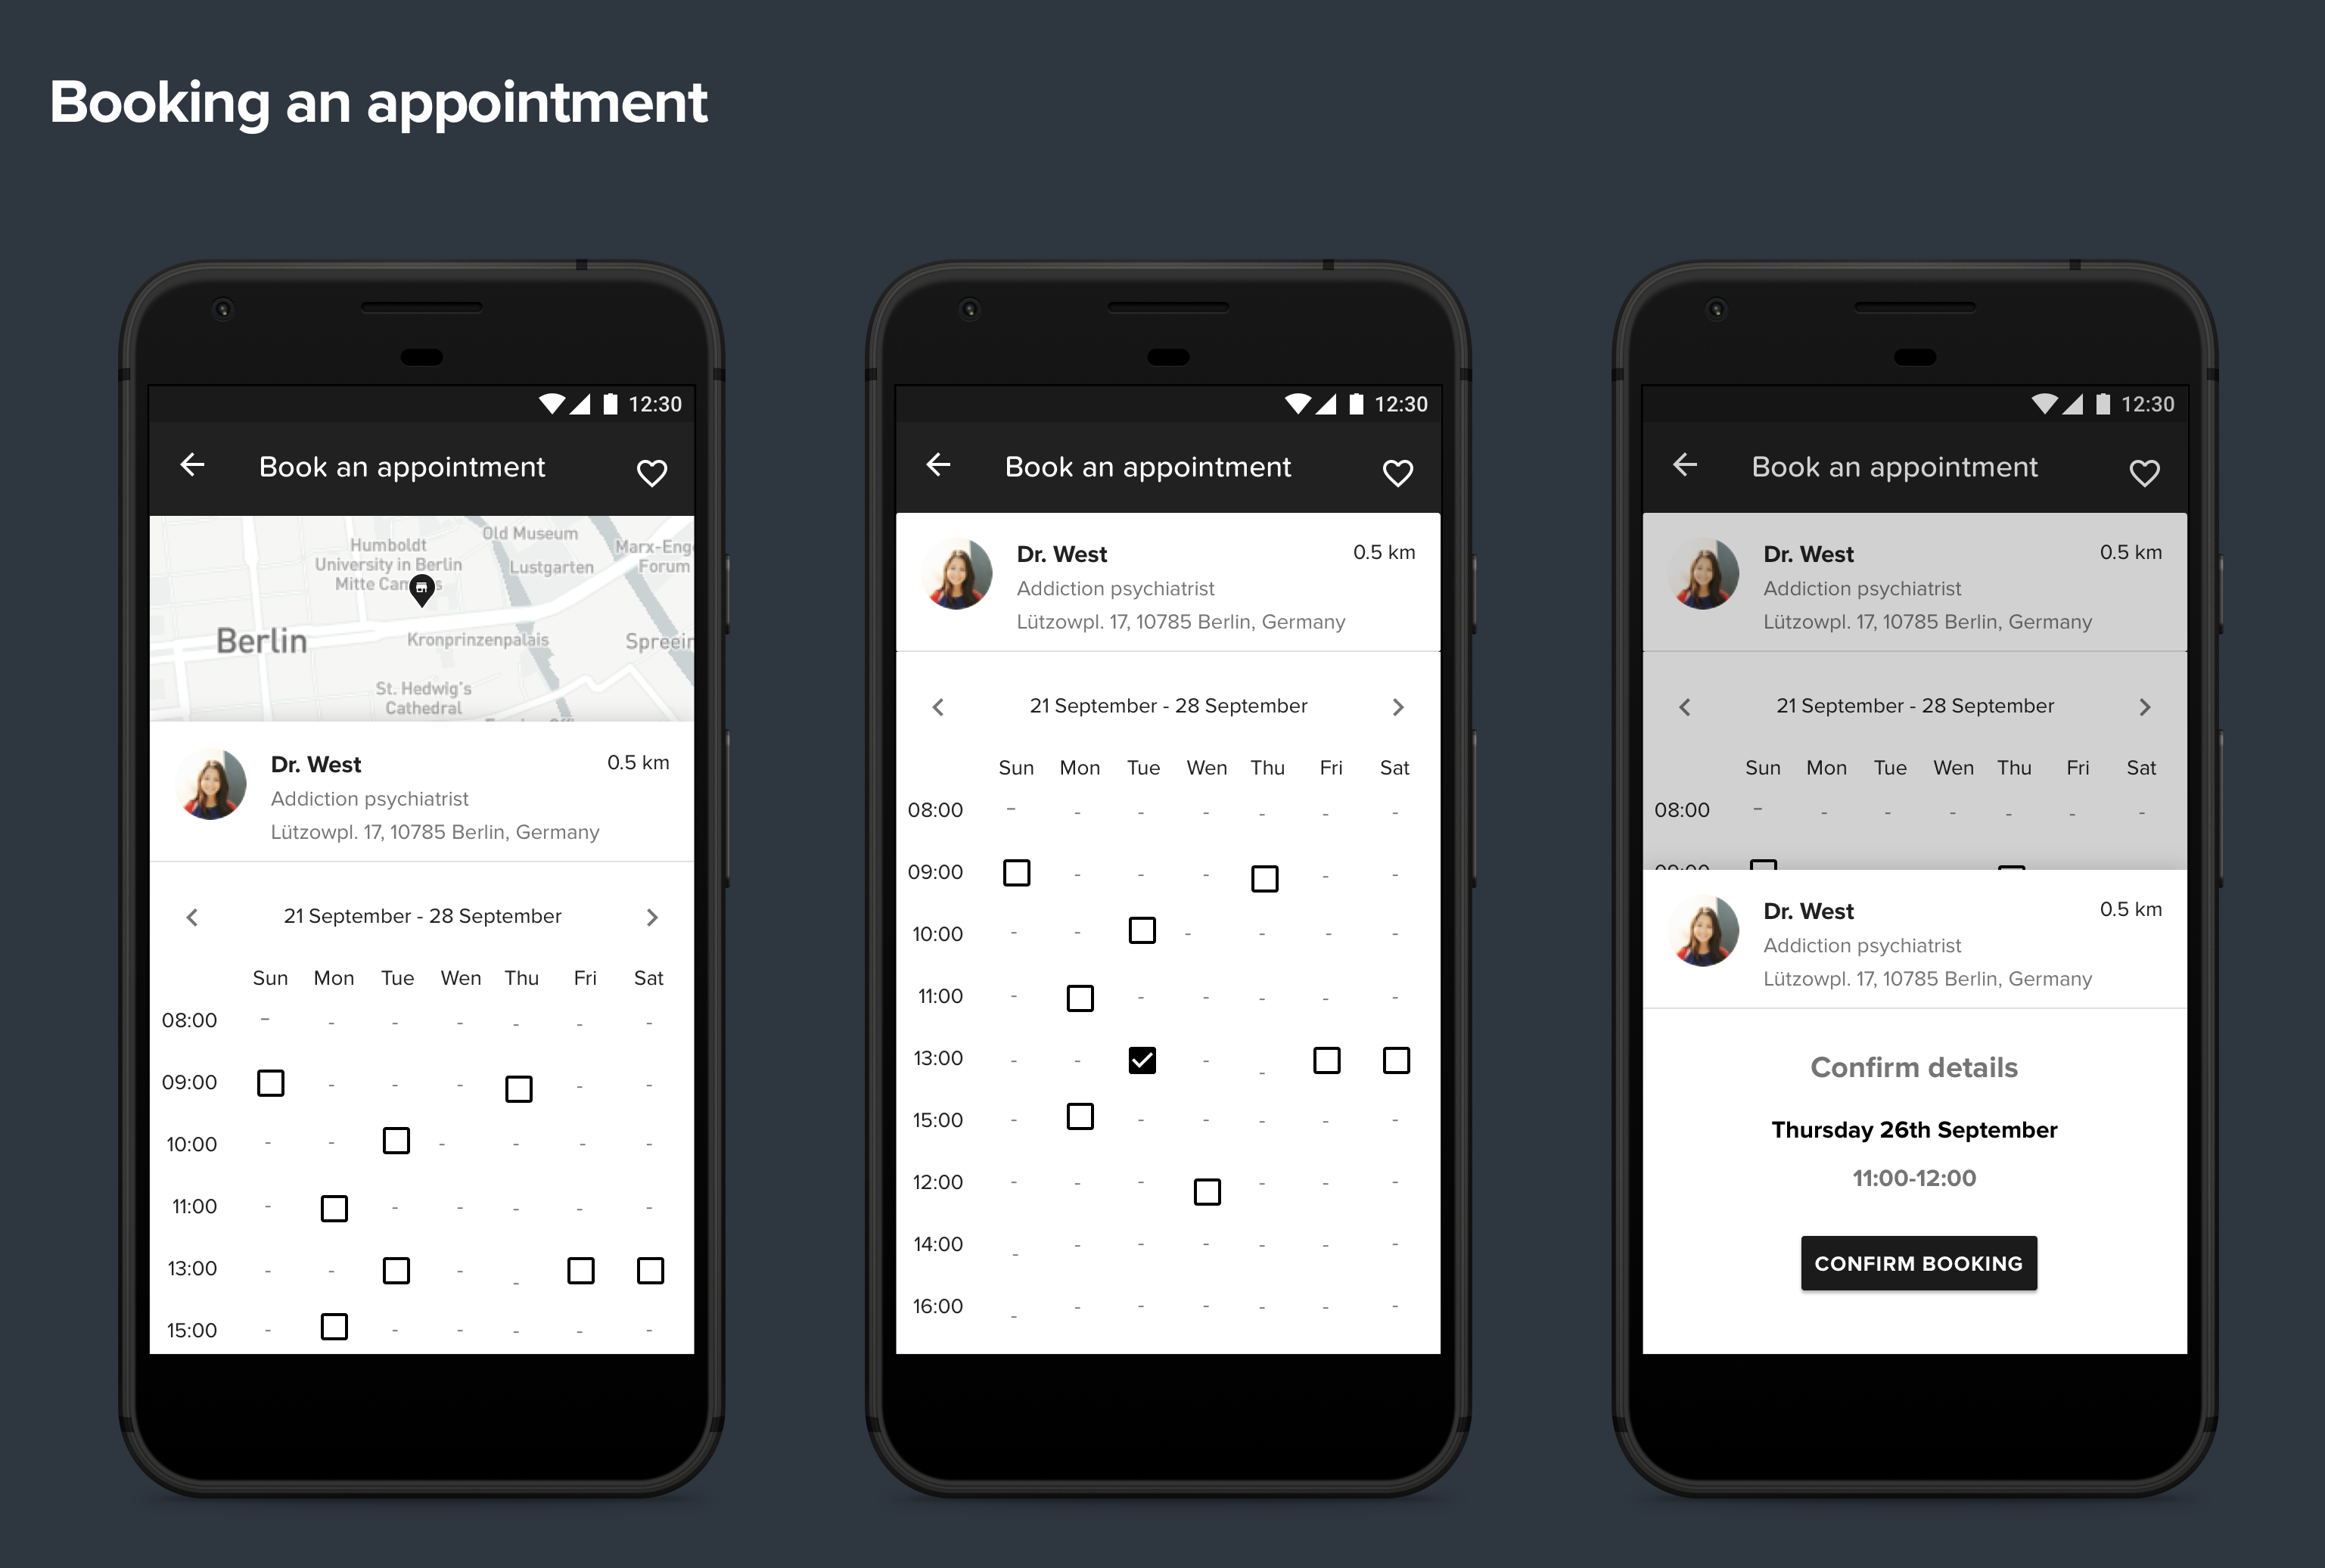 Booking an appointment
12:30
Book an appointment
Old Museum
Humboldt
University in Berlin
Marx-Eng
Lustgarten
Forum
Berlin
Kronprinzenpalais
Spreein
St. Hedwig's
Cathedral
Dr. West
0.5 km
Addiction psychiatrist
Lützowpl. 17, 10785 Berlin, Germany
21 September - 28 September
Sun Mon Tue Wen Thu Fri Sat
08:00 - - - - - - -
09:00 - - - - -
10:00 - - - - - -
11:00 - - - - - -
13:00 - - - -
15:00 - - - - - -
12:30
Book an appointment
Dr. West
0.5 km
Addiction psychiatrist
Lützowpl. 17, 10785 Berlin, Germany
21 September - 28 September
Sun Mon Tue Wen Thu Fri Sat
08:00 - - - - - - -
09:00 - - - - -
10:00 - - - - - -
11:00 - - - - - -
13:00 - - - -
15:00 - - - - - -
12:00 - - - - - -
14:00 - - - - - - -
16:00 - - - - - - -
12:30
Book an appointment
Dr. West
0.5 km
Addiction psychiatrist
Lützowpl. 17, 10785 Berlin, Germany
21 September - 28 September
Sun Mon Tue Wen Thu Fri Sat
08:00 - - - - - - -
Dr. West
0.5 km
Addiction psychiatrist
Lützowpl. 17, 10785 Berlin, Germany
Confirm details
Thursday 26th September
11:00-12:00
CONFIRM BOOKING